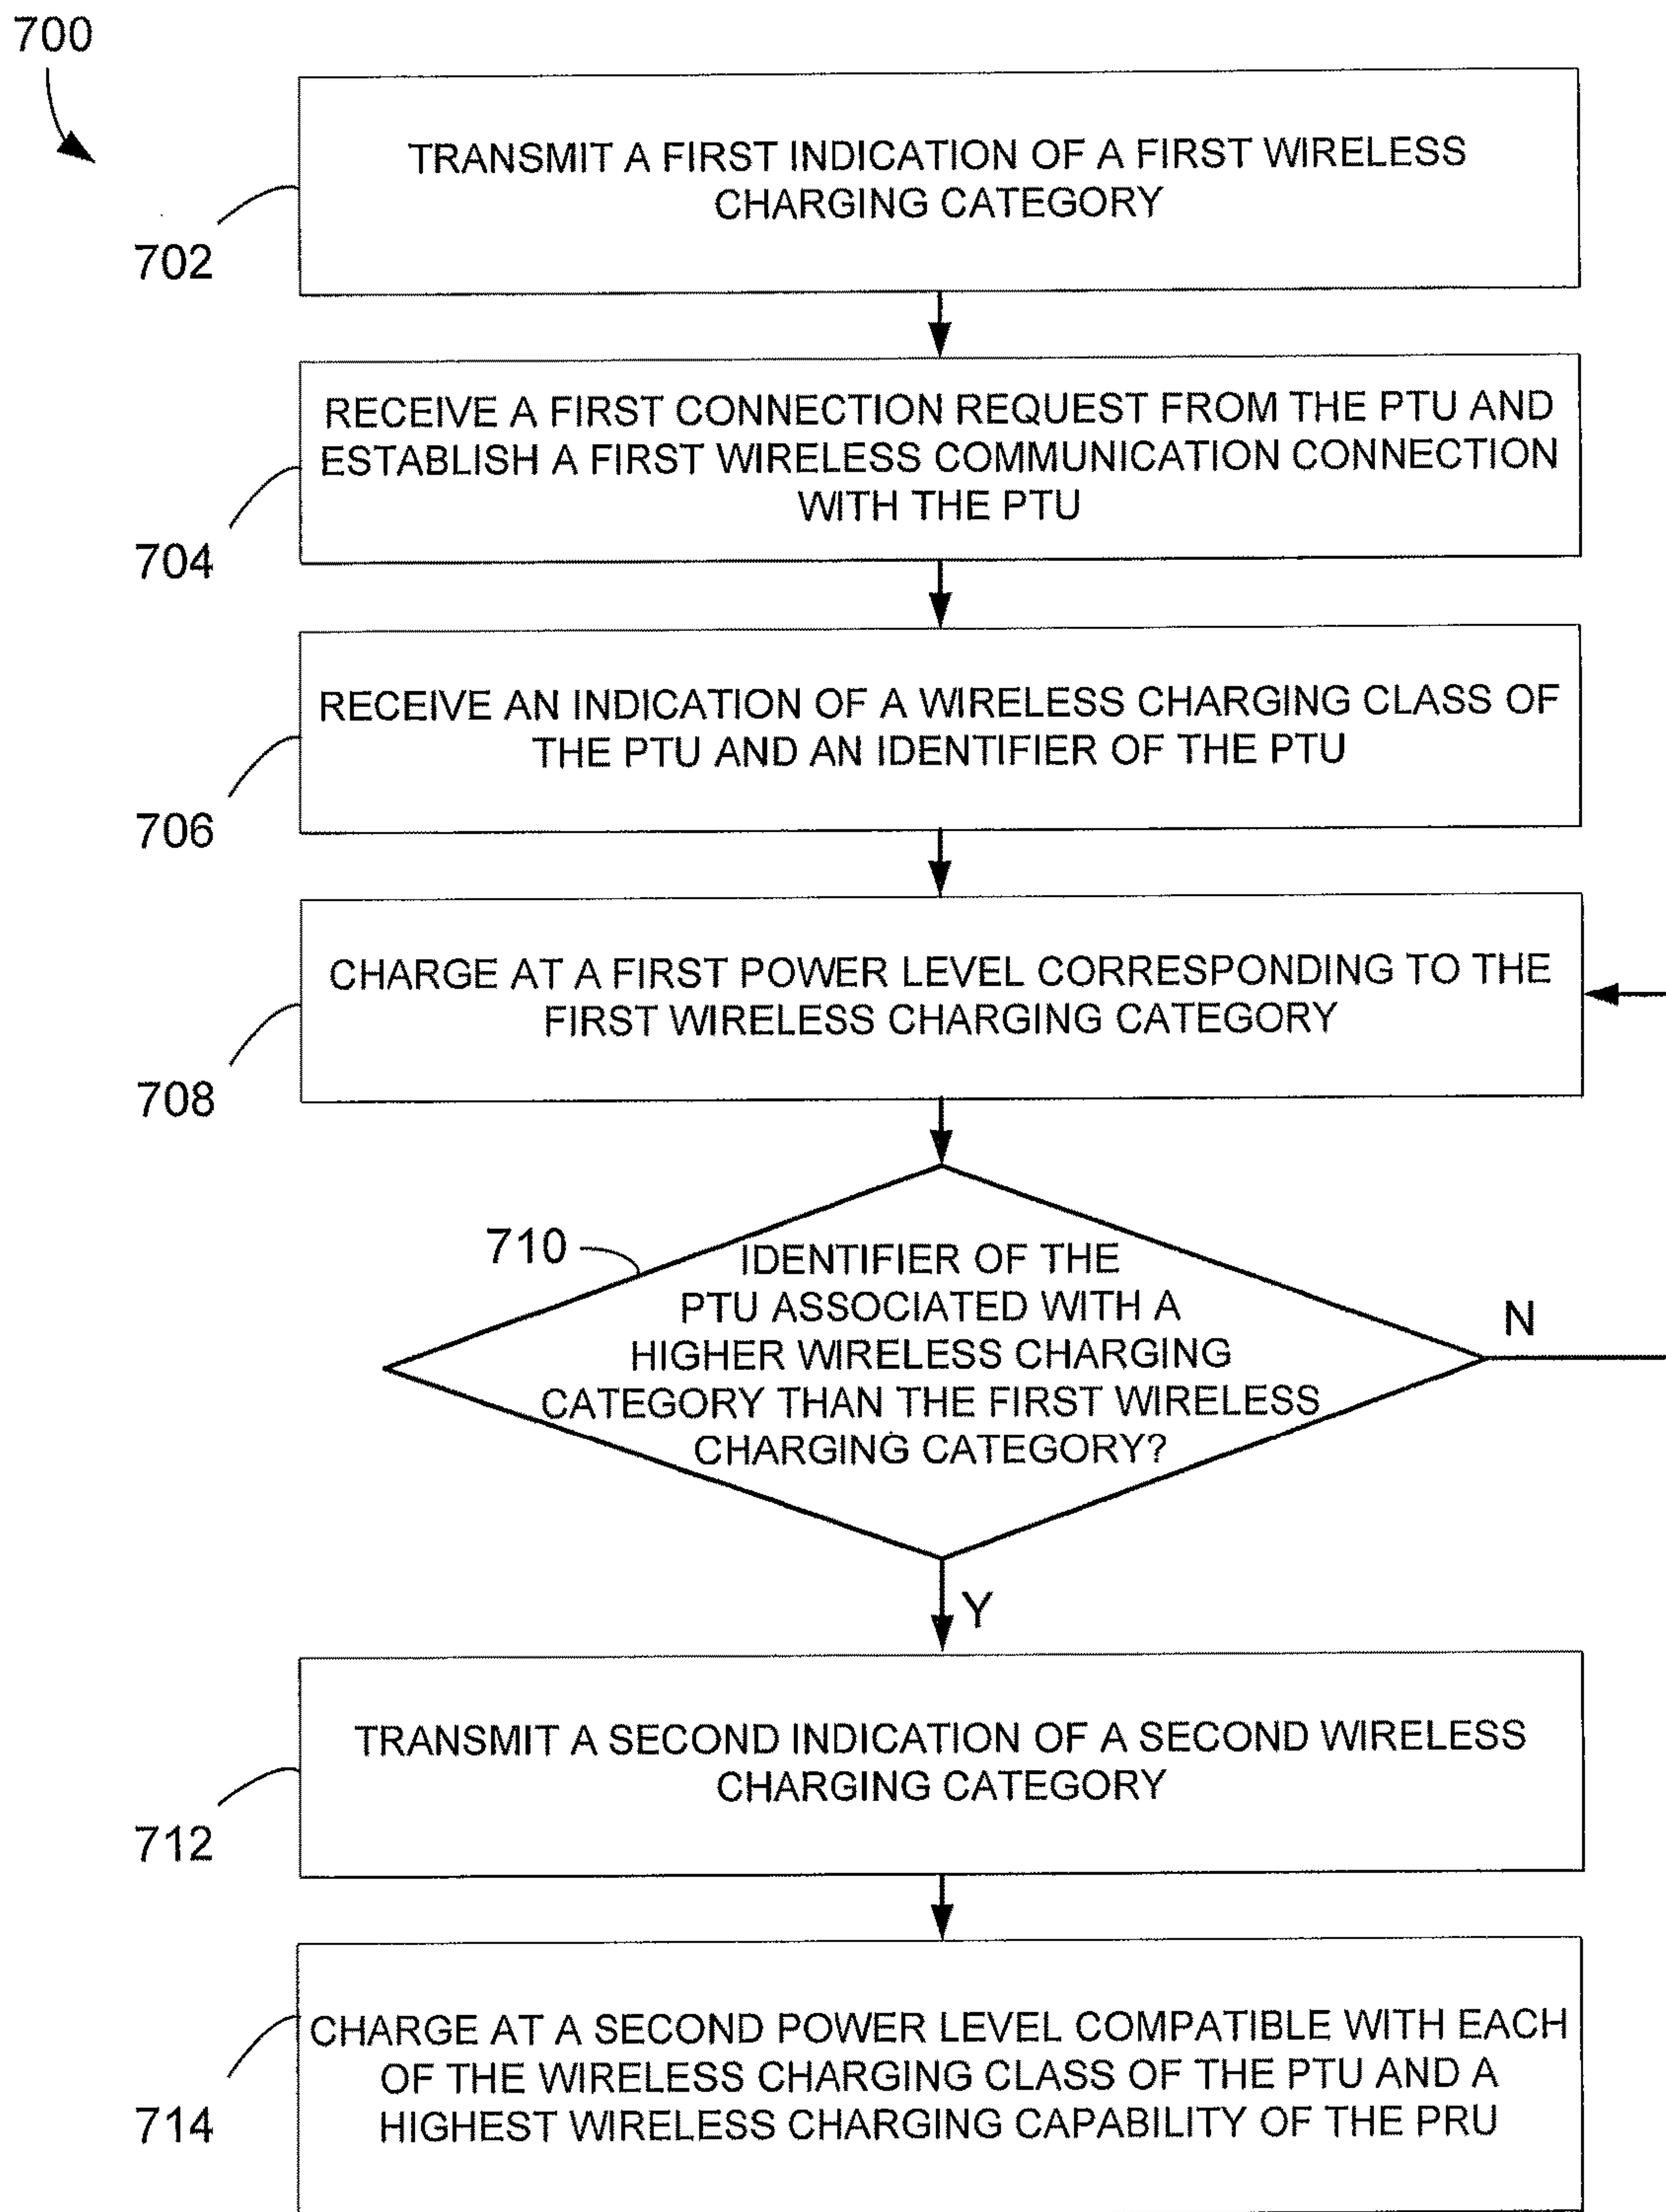 700
TRANSMIT A FIRST INDICATION OF A FIRST WIRELESS
CHARGING CATEGORY
702
RECEIVE A FIRST CONNECTION REQUEST FROM THE PTU AND
ESTABLISH A FIRST WIRELESS COMMUNICATION CONNECTION
WITH THE PTU
704
RECEIVE AN INDICATION OF A WIRELESS CHARGING CLASS OF
THE PTU AND AN IDENTIFIER OF THE PTU
706
CHARGE AT A FIRST POWER LEVEL CORRESPONDING TO THE
FIRST WIRELESS CHARGING CATEGORY
708
710
IDENTIFIER OF THE
PTU ASSOCIATED WITH A
HIGHER WIRELESS CHARGING
CATEGORY THAN THE FIRST WIRELESS
CHARGING CATEGORY?
N
Y
TRANSMIT A SECOND INDICATION OF A SECOND WIRELESS
CHARGING CATEGORY
712
CHARGE AT A SECOND POWER LEVEL COMPATIBLE WITH EACH
OF THE WIRELESS CHARGING CLASS OF THE PTU AND A
HIGHEST WIRELESS CHARGING CAPABILITY OF THE PRU
714